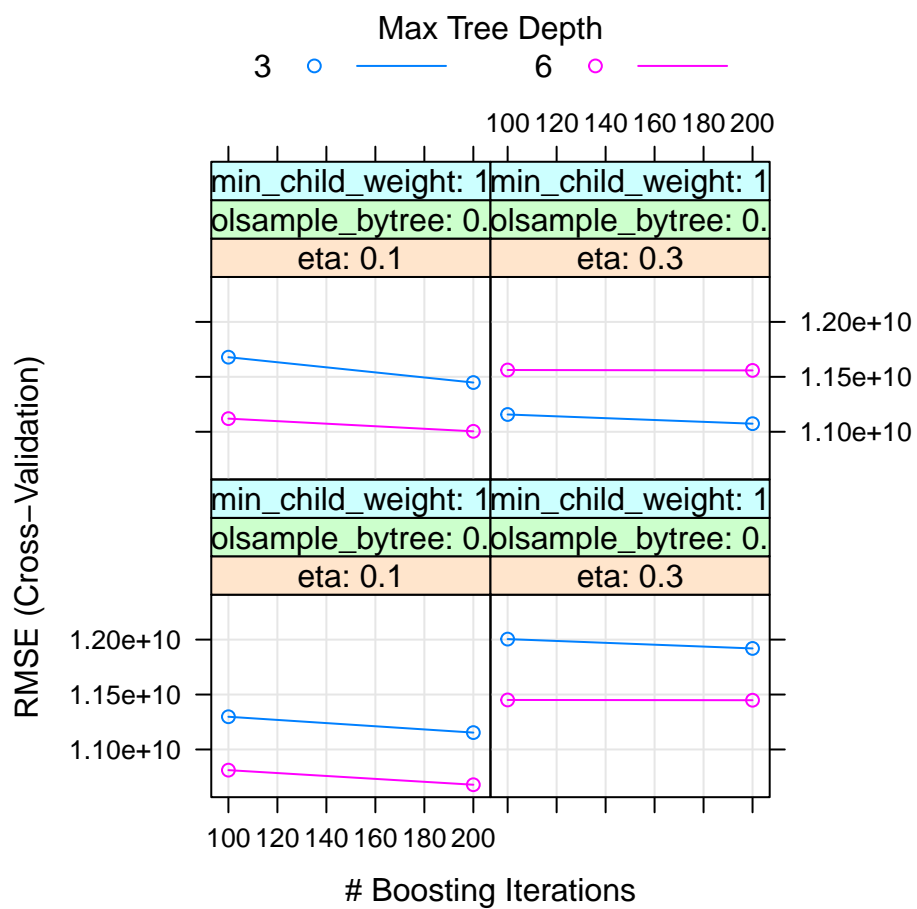 Max Tree Depth
3 6
100 120 140 160 180 200
min_child_weight: 1 min_child_weight: 1
olsample_bytree: 0. olsample_bytree: 0.
eta: 0.1 eta: 0.3
1.20e+10
1.15e+10
1.10e+10
min_child_weight: 1 min_child_weight: 1
olsample_bytree: 0. olsample_bytree: 0.
eta: 0.1 eta: 0.3
1.20e+10
1.15e+10
1.10e+10
100 120 140 160 180 200
RMSE (Cross−Validation)
# Boosting Iterations